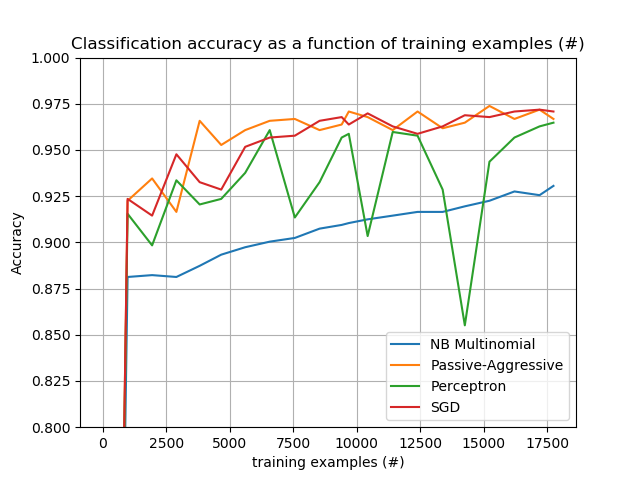 Classification accuracy as a function of training examples (#)
1.000
0.975
0.950
0.925
0.900
0.875
0.850
0.825
0.800
Accuracy
NB Multinomial
Passive-Aggressive
Perceptron
SGD
0 2500 5000 7500 10000 12500 15000 17500
training examples (#)